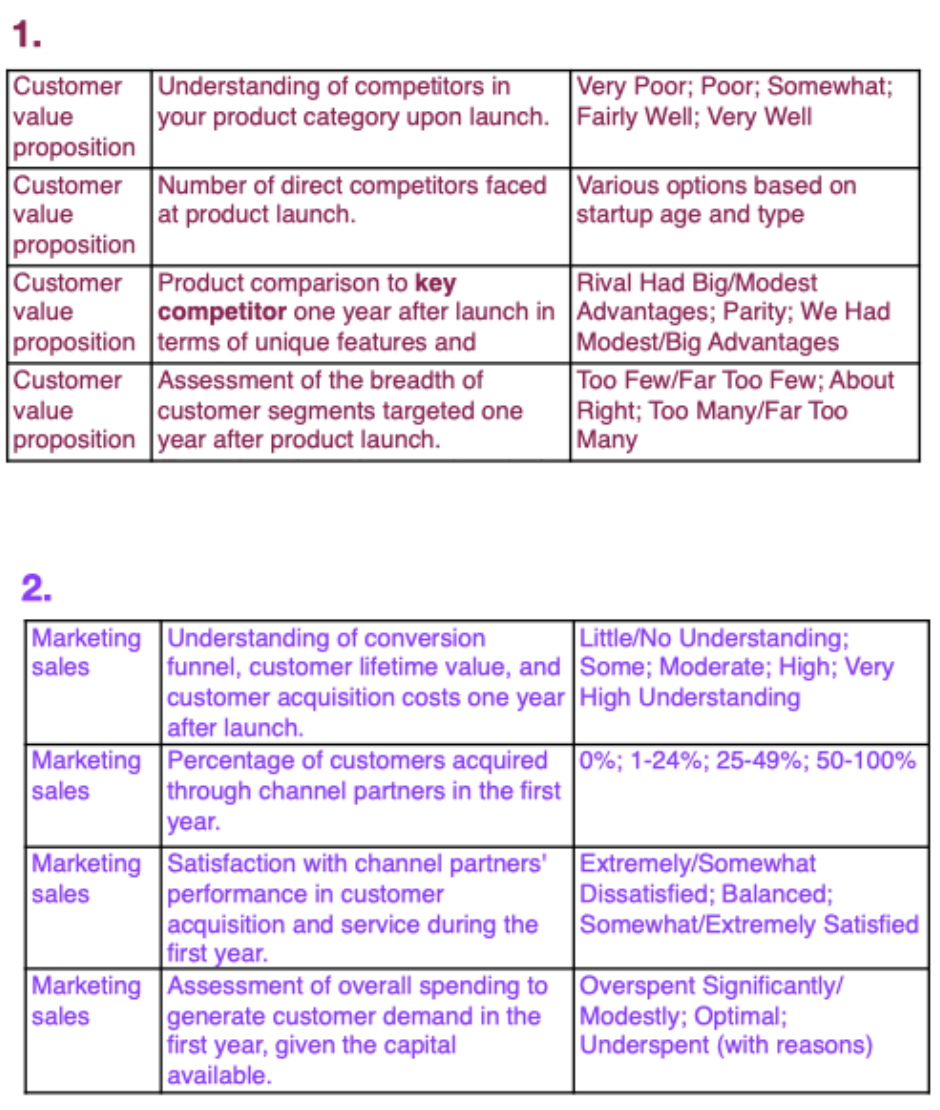 1.
Customer value proposition
Understanding of competitors in
your product category upon launch.
Very Poor; Poor; Somewhat;
Fairly Well; Very Well
Customer value proposition
Number of direct competitors faced
at product launch.
Various options based on
startup age and type
Customer value proposition
Product comparison to key
competitor one year after launch in
terms of unique features and
Rival Had Big/Modest
Advantages; Parity; We Had
Modest/Big Advantages
Customer value proposition
Assessment of the breadth of
customer segments targeted one
year after product launch.
Too Few/Far Too Few; About
Right; Too Many/Far Too
Many
2.
Marketing
sales
Understanding of conversion
funnel, customer lifetime value, and
customer acquisition costs one year
after launch.
Little/No Understanding;
Some; Moderate; High; Very
High Understanding
Marketing
sales
Percentage of customers acquired
through channel partners in the first
year.
0%; 1-24%; 25-49%; 50-100%
Marketing
sales
Satisfaction with channel partners'
performance in customer
acquisition and service during the
first year.
Extremely/Somewhat
Dissatisfied; Balanced;
Somewhat/Extremely Satisfied
Marketing
sales
Assessment of overall spending to
generate customer demand in the
first year, given the capital
available.
Overspent Significantly/
Modestly; Optimal;
Underspent (with reasons)